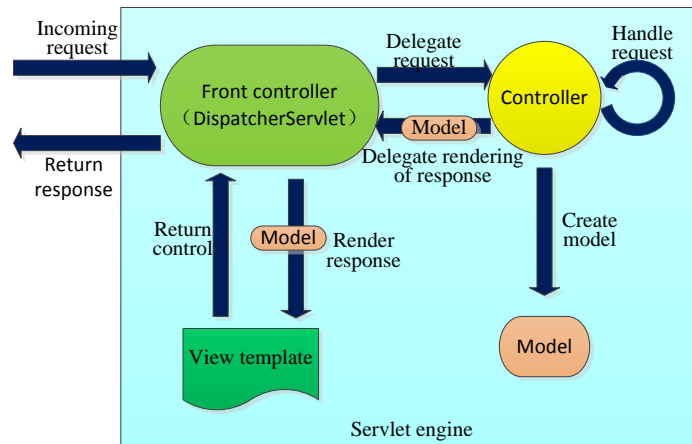 Incoming
request
Delegate
request
Handle
request
Front controller
（DispatcherServlet）
Controller
Model
Delegate rendering
of response
Return
response
Return
control
Model
Render
response
Create
model
View template
Model
Servlet engine